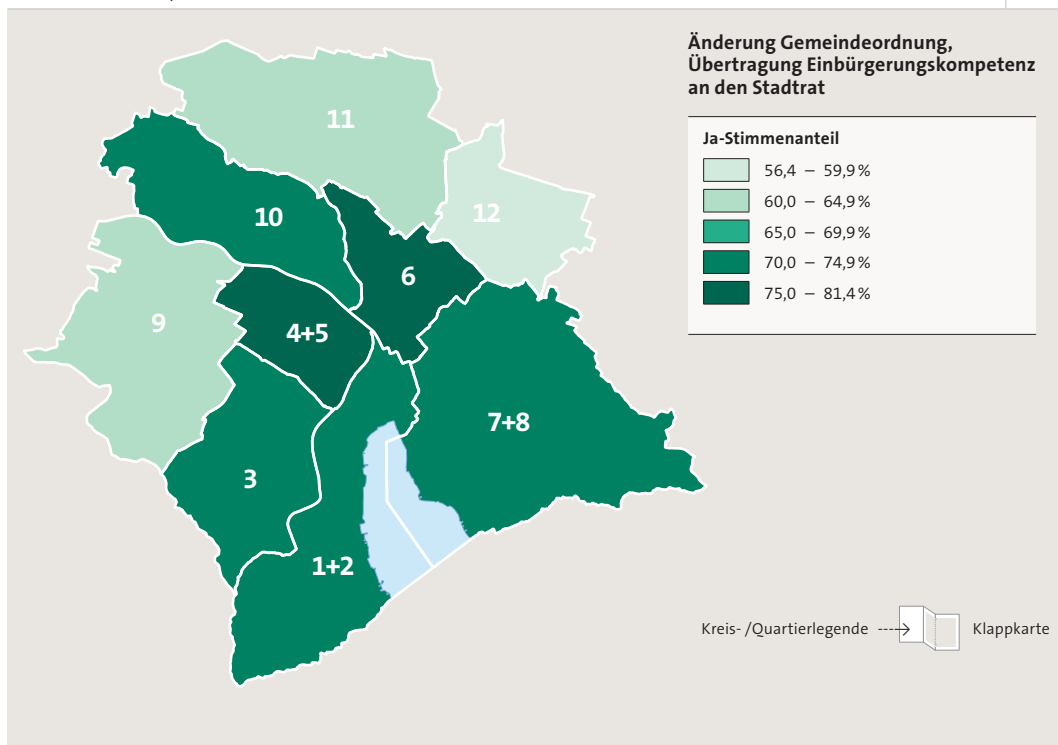 Änderung Gemeindeordnung,
Übertragung Einbürgerungskompetenz
an den Stadtrat
Ja-Stimmenanteil
56,4 – 59,9 %
60,0 – 64,9 %
65,0 – 69,9 %
70,0 – 74,9 %
75,0 – 81,4 %
11
12
10
6
9
4+5
7+8
3
1+2
Kreis- /Quartierlegende
Klappkarte